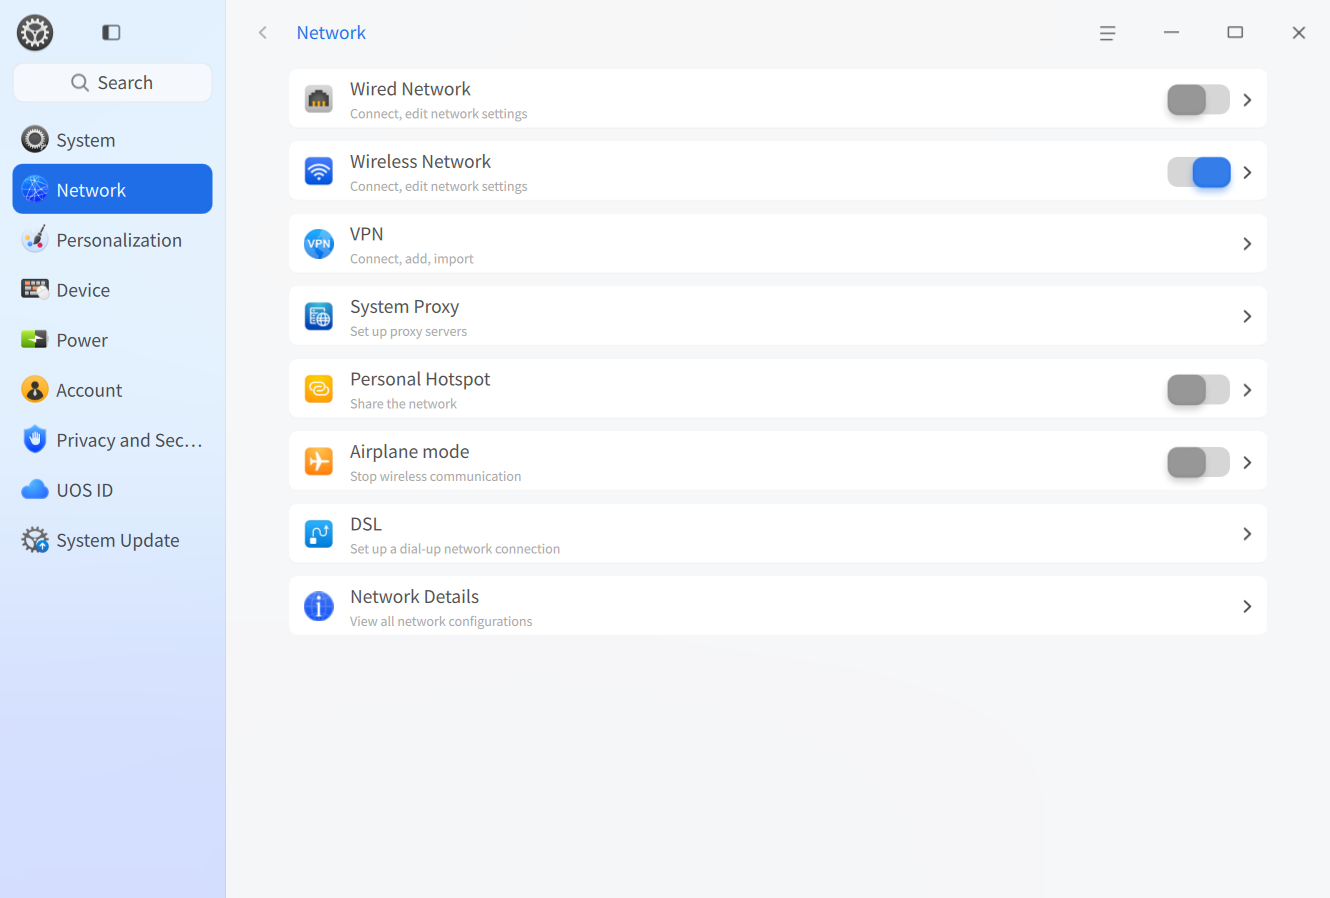 Network
Search
System
Network
Personalization
Device
Power
Account
Privacy and Sec...
UOS ID
System Update
Wired Network
Connect, edit network settings
Wireless Network
Connect, edit network settings
VPN
VPN
Connect, add, import
System Proxy
Set up proxy servers
Personal Hotspot
Share the network
Airplane mode
Stop wireless communication
DSL
Set up a dial-up network connection
Network Details
View all network configurations